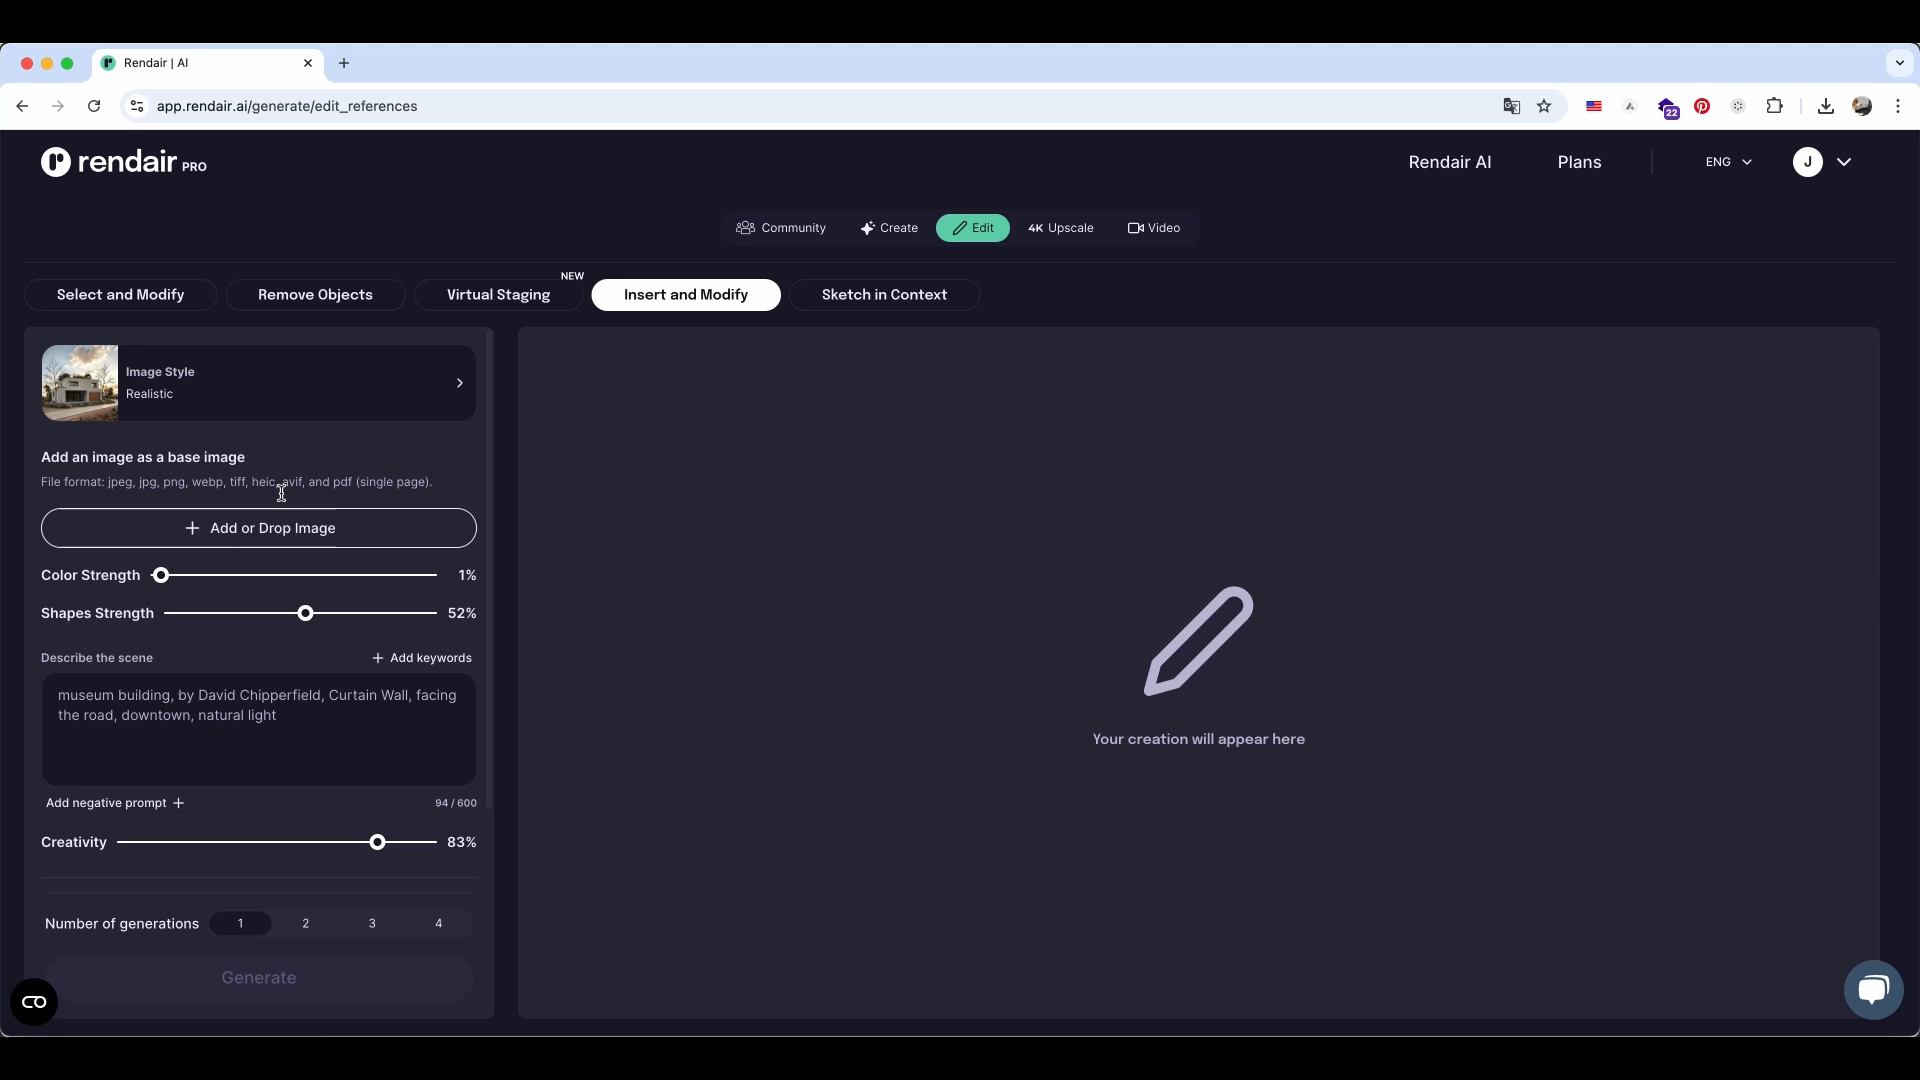 Rendair | AI
app.rendair.ai/generate/edit_references
22
rendair PRO
Rendair AI
Plans
ENG
J
Community
Create
Edit
4K Upscale
Video
NEW
Select and Modify
Remove Objects
Virtual Staging
Insert and Modify
Sketch in Context
Image Style
Realistic
Add an image as a base image
File format: jpeg, jpg, png, webp, tiff, heic, avif, and pdf (single page).
+ Add or Drop Image
Color Strength 1%
Shapes Strength 52%
Describe the scene + Add keywords
museum building, by David Chipperfield, Curtain Wall, facing
the road, downtown, natural light
Add negative prompt + 94 / 600
Creativity 83%
Number of generations 1 2 3 4
Generate
Your creation will appear here